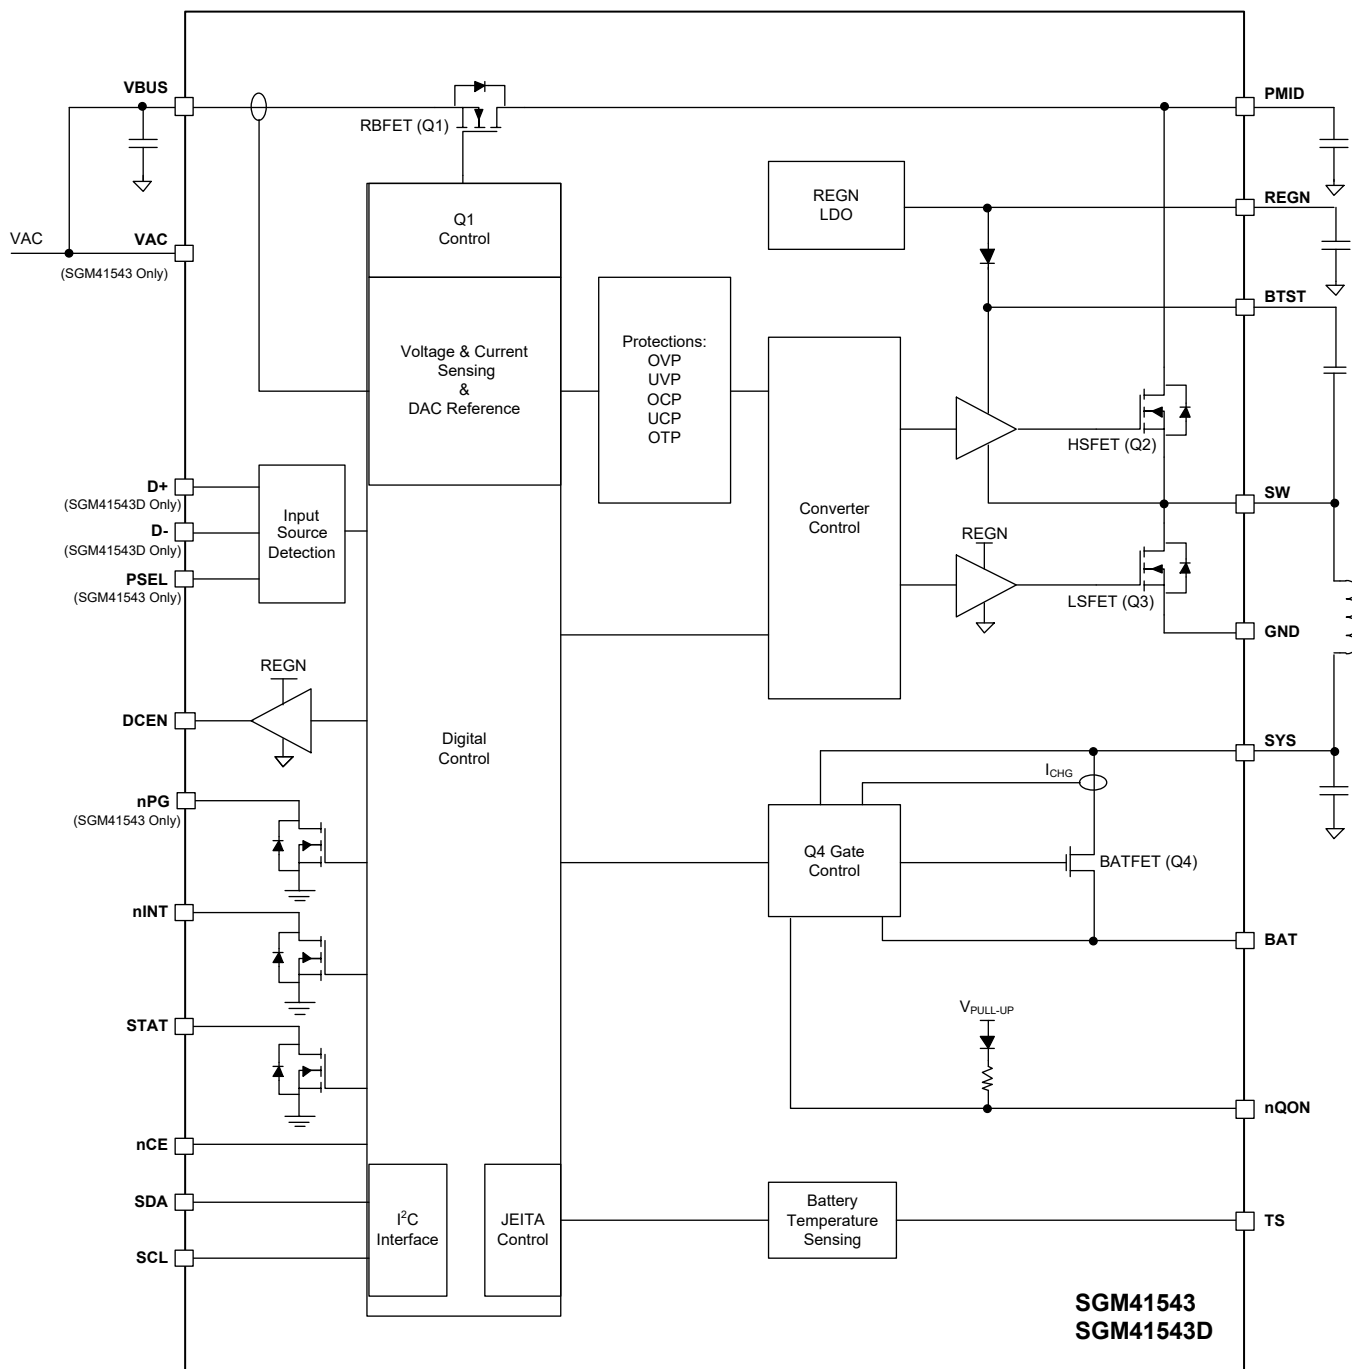 VBUS
PMID
RBFET (Q1)
REGN
LDO
REGN
Q1
Control
VAC
VAC
(SGM41543 Only)
BTST
Voltage & Current
Sensing
&
DAC Reference
Protections:
OVP
UVP
OCP
UCP
OTP
HSFET (Q2)
D+
(SGM41543D Only)
D-
(SGM41543D Only)
PSEL
(SGM41543 Only)
Input
Source
Detection
Converter
Control
SW
REGN
LSFET (Q3)
GND
REGN
DCEN
Digital
Control
SYS
ICHG
nPG
(SGM41543 Only)
Q4 Gate
Control
BATFET (Q4)
nINT
BAT
STAT
VPULL-UP
nQON
nCE
SDA
SCL
I2C
Interface
JEITA
Control
Battery
Temperature
Sensing
TS
SGM41543
SGM41543D